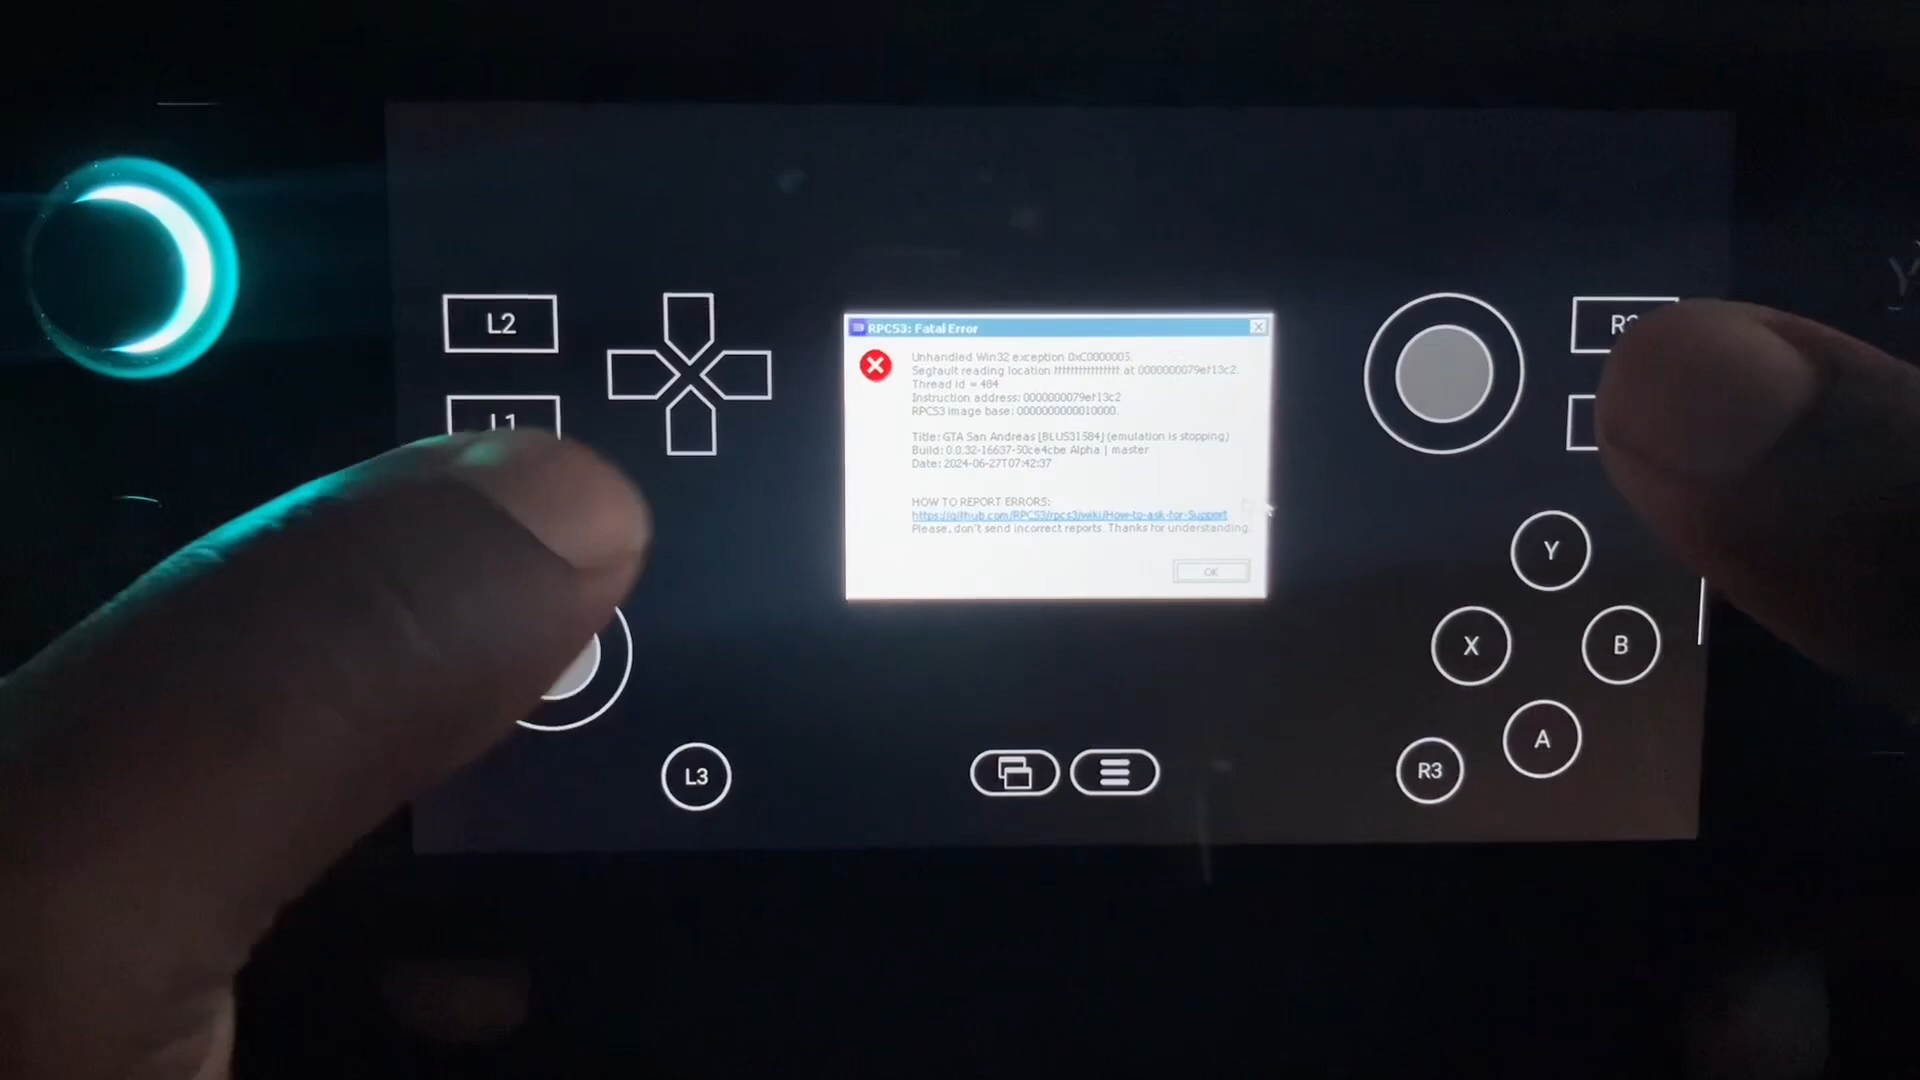 L2
R2
L1
RPCS3: Fatal Error
Unhandled Win32 exception 0xC0000005.
Segfault reading location ffffffffffffffff at 0000000079ef13c2.
Thread id = 484
Instruction address: 0000000079ef13c2
RPCS3 image base: 0000000000010000.
Title: GTA San Andreas [BLUS31584] (emulation is stopping)
Build: 0.0.32-16637-50ce4cbe Alpha | master
Date: 2024-06-27T07:42:37
HOW TO REPORT ERRORS:
https://github.com/RPCS3/rpcs3/wiki/How-to-ask-for-Support
Please, don't send incorrect reports. Thanks for understanding.
OK
Y
X
B
A
L3
R3
Y